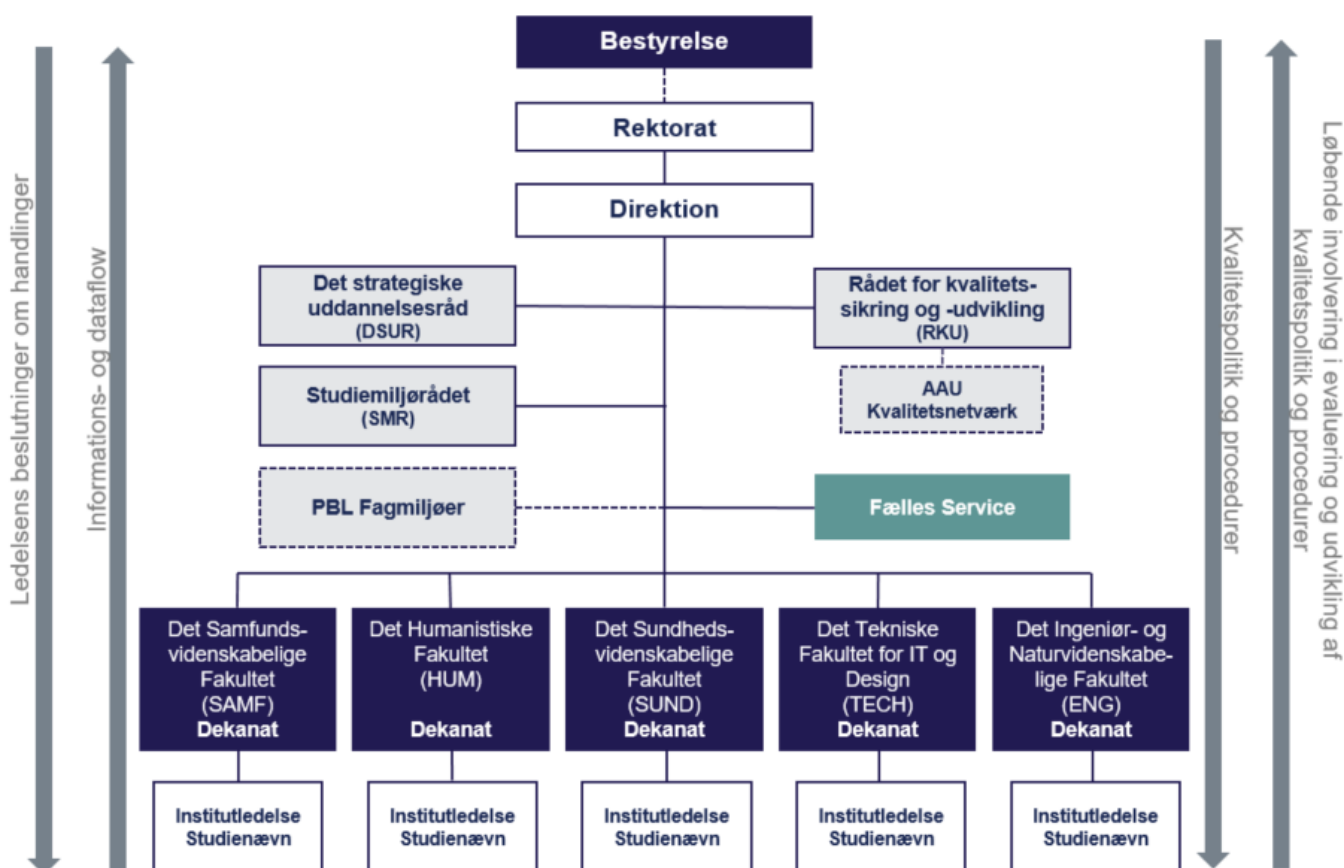 Bestyrelse
Rektorat
Direktion
Det strategiske
uddannelsesråd
(DSUR)
Rådet for kvalitets-
sikring og -udvikling
(RKU)
Studiemiljørådet
(SMR)
AAU
Kvalitetsnetværk
PBL Fagmiljøer
Fælles Service
Det Samfunds-
videnskabelige
Fakultet
(SAMF)
Dekanat
Det Humanistiske
Fakultet
(HUM)
Dekanat
Det Sundheds-
videnskabelige
Fakultet
(SUND)
Dekanat
Det Tekniske
Fakultet for IT og
Design
(TECH)
Dekanat
Det Ingeniør- og
Naturvidenskabe-
lige Fakultet
(ENG)
Dekanat
Institutledelse
Studienævn
Institutledelse
Studienævn
Institutledelse
Studienævn
Institutledelse
Studienævn
Institutledelse
Studienævn
Ledelsens beslutninger om handlinger
Informations- og dataflow
Kvalitetspolitik og procedurer
Løbende involvering i evaluering og udvikling af
kvalitetspolitik og procedurer